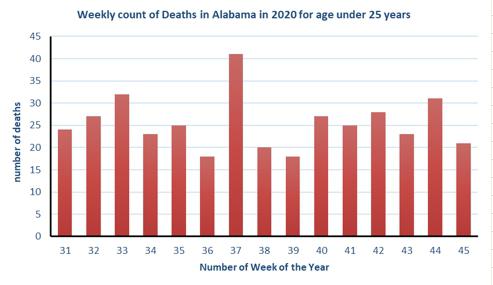 Weekly count of Deaths in Alabama in 2020 for age under 25 years
number of deaths
45
40
35
30
25
20
15
10
5
0
31 32 33 34 35 36 37 38 39 40 41 42 43 44 45
Number of Week of the Year